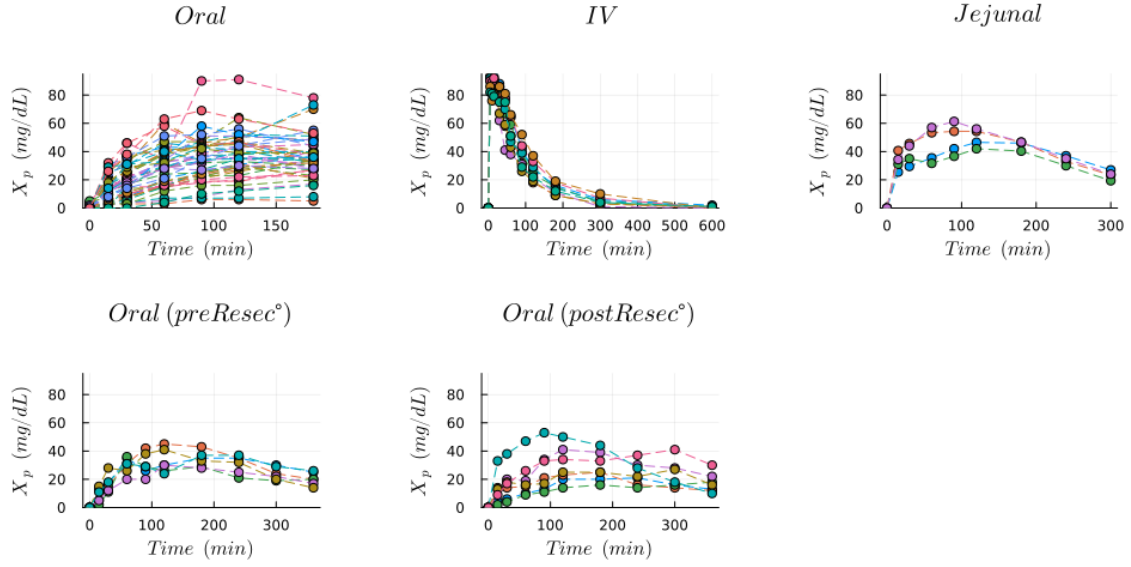 Oral
IV
Jejunal
X_p (mg/dL)
80
60
40
20
0
0 50 100 150
Time (min)
X_p (mg/dL)
80
60
40
20
0
0 100 200 300 400 500 600
Time (min)
X_p (mg/dL)
80
60
40
20
0
0 100 200 300
Time (min)
Oral (preResec°)
Oral (postResec°)
X_p (mg/dL)
80
60
40
20
0
0 100 200 300
Time (min)
X_p (mg/dL)
80
60
40
20
0
0 100 200 300
Time (min)